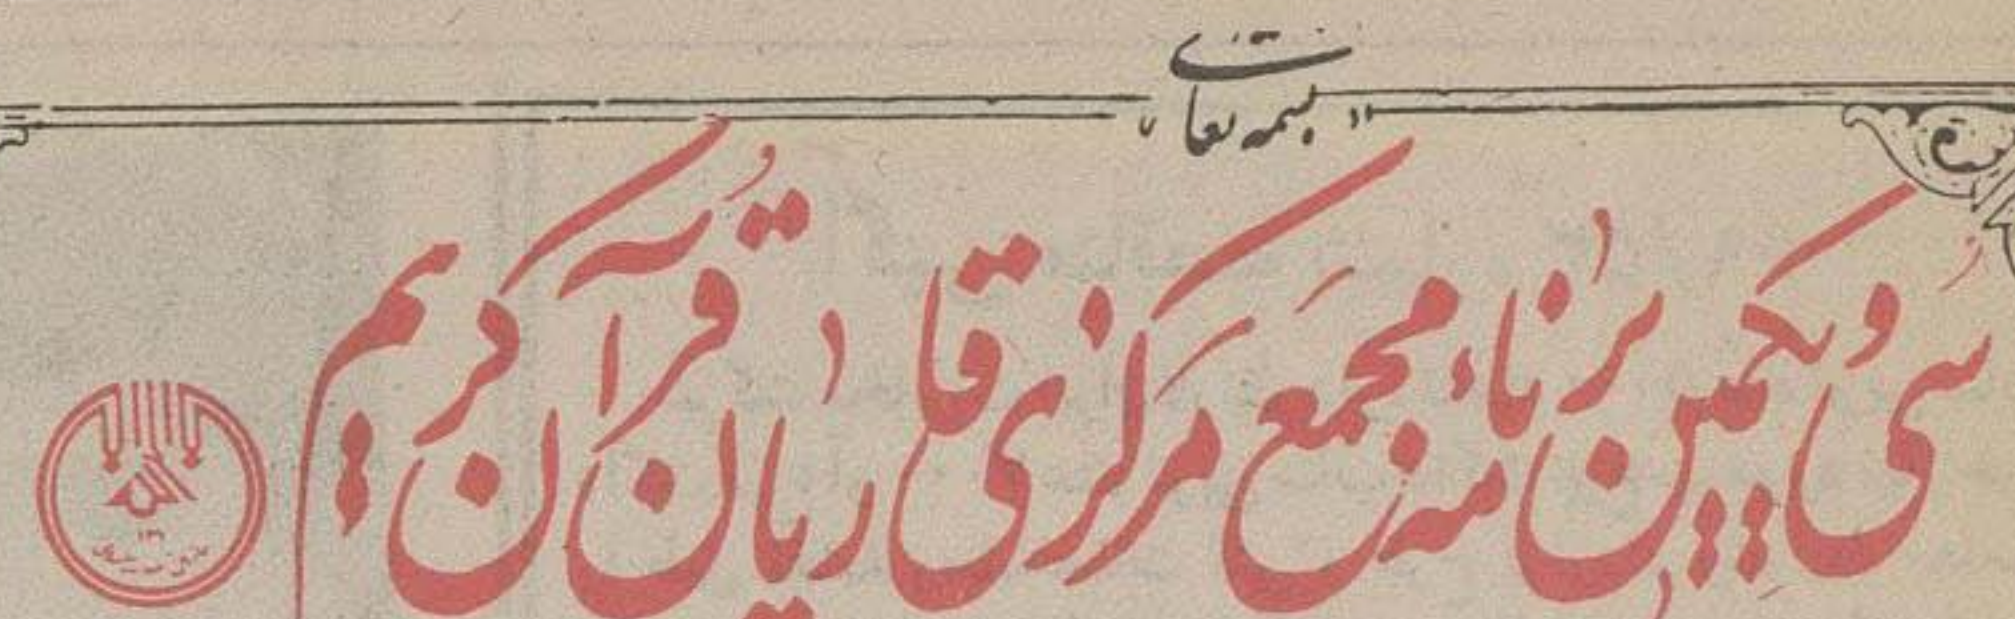 بسمه تعالی
سی و یکمین برنامهٔ مجمع مرکزی قاریان قرآن کریم